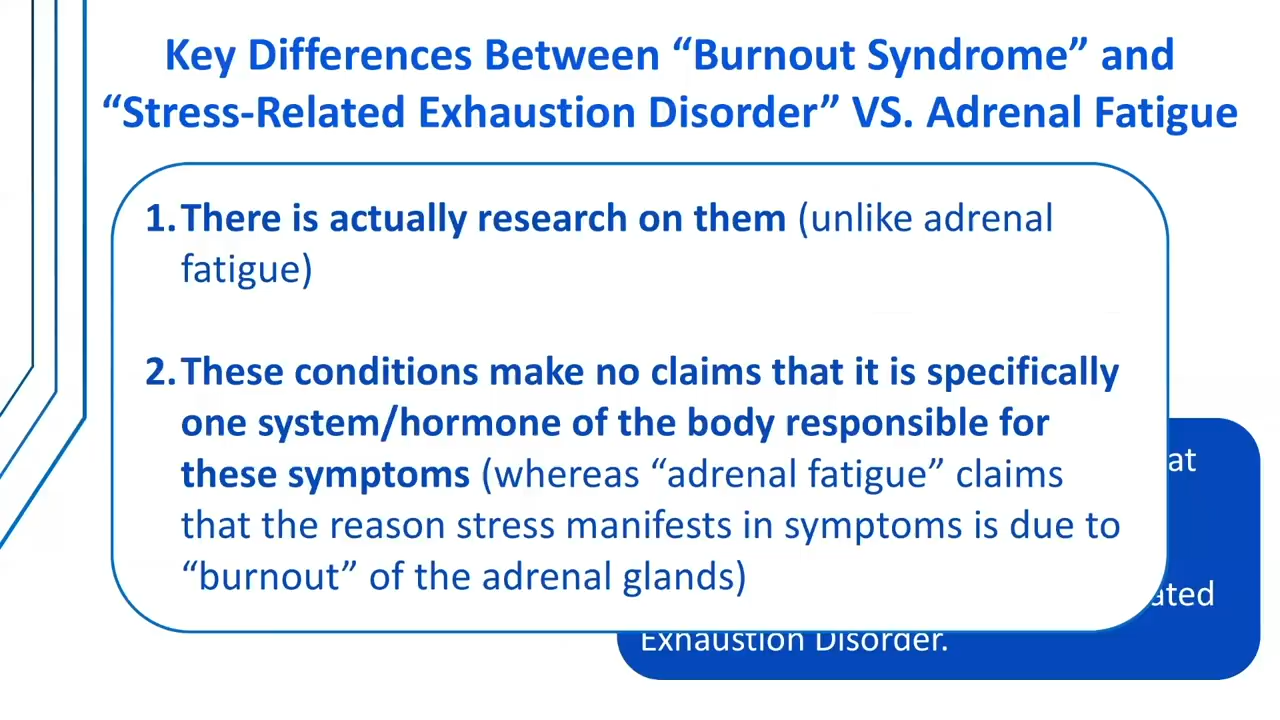 Key Differences Between “Burnout Syndrome” and
“Stress-Related Exhaustion Disorder” VS. Adrenal Fatigue
1. There is actually research on them (unlike adrenal
fatigue)
2. These conditions make no claims that it is specifically
one system/hormone of the body responsible for
these symptoms (whereas “adrenal fatigue” claims
that the reason stress manifests in symptoms is due to
“burnout” of the adrenal glands)
at
ated
Exhaustion Disorder.